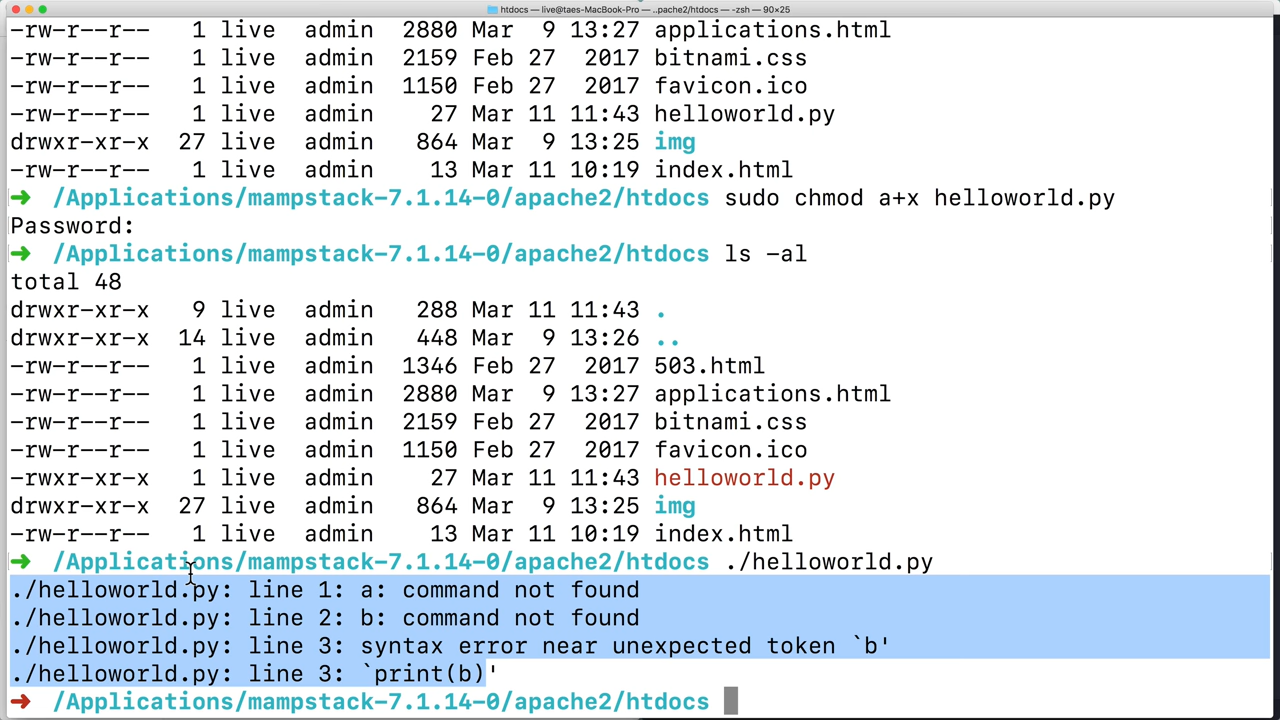 htdocs — live@taes-MacBook-Pro — ..pache2/htdocs — -zsh — 90×25
-rw-r--r-- 1 live admin 2880 Mar 9 13:27 applications.html
-rw-r--r-- 1 live admin 2159 Feb 27 2017 bitnami.css
-rw-r--r-- 1 live admin 1150 Feb 27 2017 favicon.ico
-rw-r--r-- 1 live admin 27 Mar 11 11:43 helloworld.py
drwxr-xr-x 27 live admin 864 Mar 9 13:25 img
-rw-r--r-- 1 live admin 13 Mar 11 10:19 index.html
➜ /Applications/mampstack-7.1.14-0/apache2/htdocs sudo chmod a+x helloworld.py
Password:
➜ /Applications/mampstack-7.1.14-0/apache2/htdocs ls -al
total 48
drwxr-xr-x 9 live admin 288 Mar 11 11:43 .
drwxr-xr-x 14 live admin 448 Mar 9 13:26 ..
-rw-r--r-- 1 live admin 1346 Feb 27 2017 503.html
-rw-r--r-- 1 live admin 2880 Mar 9 13:27 applications.html
-rw-r--r-- 1 live admin 2159 Feb 27 2017 bitnami.css
-rw-r--r-- 1 live admin 1150 Feb 27 2017 favicon.ico
-rwxr-xr-x 1 live admin 27 Mar 11 11:43 helloworld.py
drwxr-xr-x 27 live admin 864 Mar 9 13:25 img
-rw-r--r-- 1 live admin 13 Mar 11 10:19 index.html
➜ /Applications/mampstack-7.1.14-0/apache2/htdocs ./helloworld.py
./helloworld.py: line 1: a: command not found
./helloworld.py: line 2: b: command not found
./helloworld.py: line 3: syntax error near unexpected token `b'
./helloworld.py: line 3: `print(b)'
➜ /Applications/mampstack-7.1.14-0/apache2/htdocs